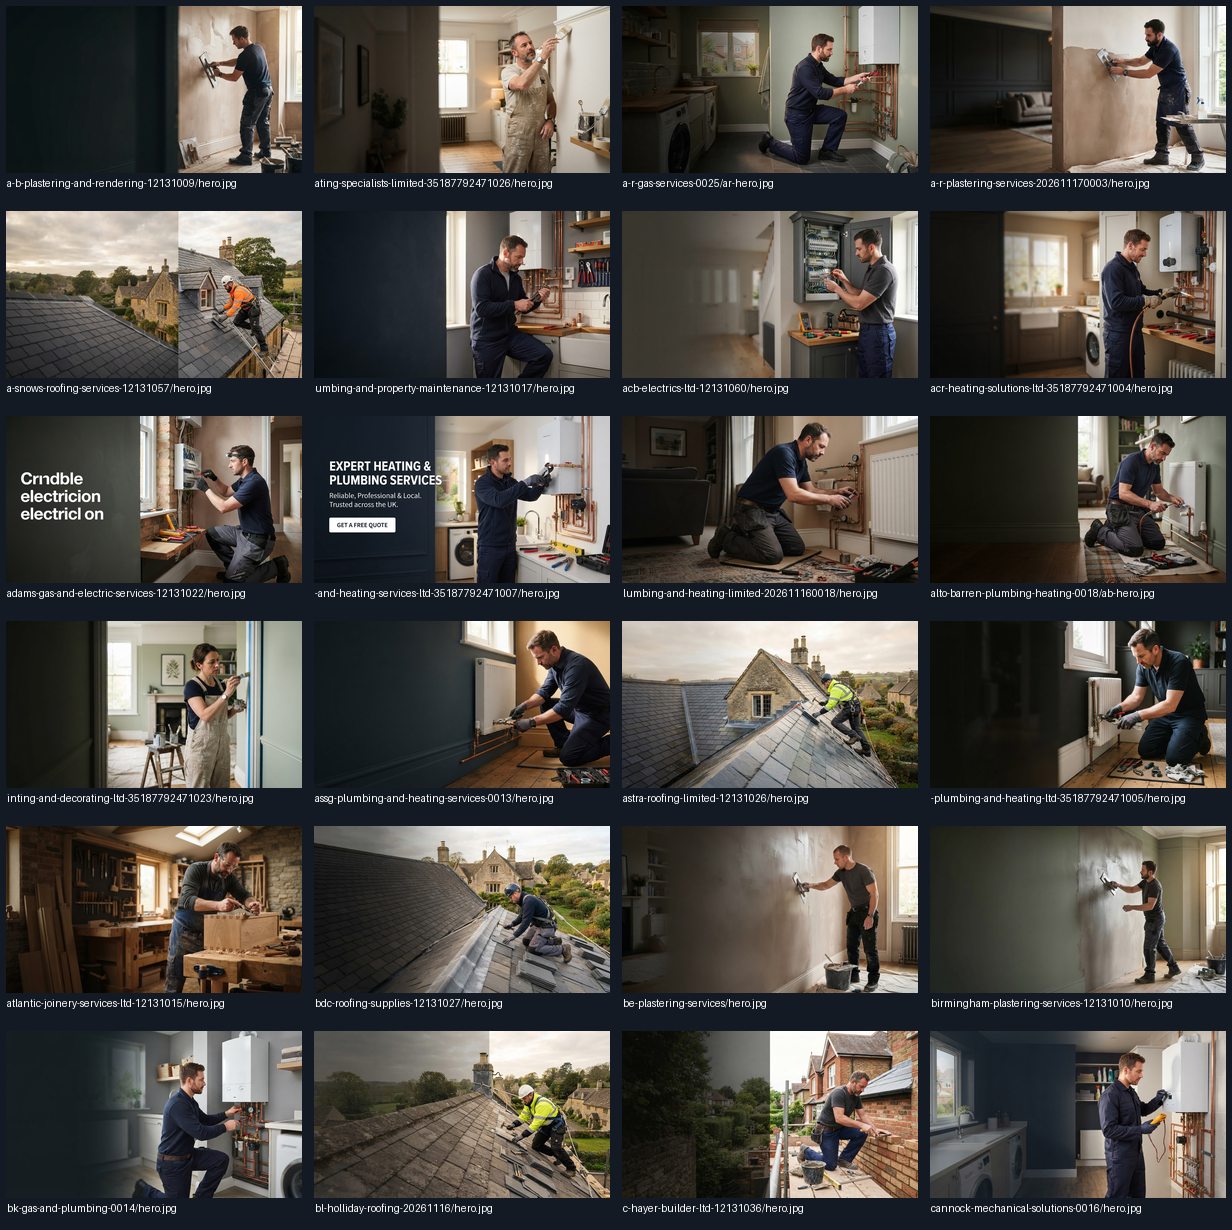 a-b-plastering-and-rendering-12131009/hero.jpg
ating-specialists-limited-35187792471026/hero.jpg
a-r-gas-services-0025/ar-hero.jpg
a-r-plastering-services-202611170003/hero.jpg
a-snows-roofing-services-12131057/hero.jpg
umbing-and-property-maintenance-12131017/hero.jpg
acb-electrics-ltd-12131060/hero.jpg
acr-heating-solutions-ltd-35187792471004/hero.jpg
Crndble
electricion
electricl on
EXPERT HEATING &
PLUMBING SERVICES
Reliable, Professional & Local.
Trusted across the UK.
GET A FREE QUOTE
adams-gas-and-electric-services-12131022/hero.jpg
-and-heating-services-ltd-35187792471007/hero.jpg
lumbing-and-heating-limited-202611160018/hero.jpg
alto-barren-plumbing-heating-0018/ab-hero.jpg
inting-and-decorating-ltd-35187792471023/hero.jpg
assg-plumbing-and-heating-services-0013/hero.jpg
astra-roofing-limited-12131026/hero.jpg
-plumbing-and-heating-ltd-35187792471005/hero.jpg
atlantic-joinery-services-ltd-12131015/hero.jpg
bdc-roofing-supplies-12131027/hero.jpg
be-plastering-services/hero.jpg
birmingham-plastering-services-12131010/hero.jpg
bk-gas-and-plumbing-0014/hero.jpg
bl-holliday-roofing-20261116/hero.jpg
c-hayer-builder-ltd-12131036/hero.jpg
cannock-mechanical-solutions-0016/hero.jpg